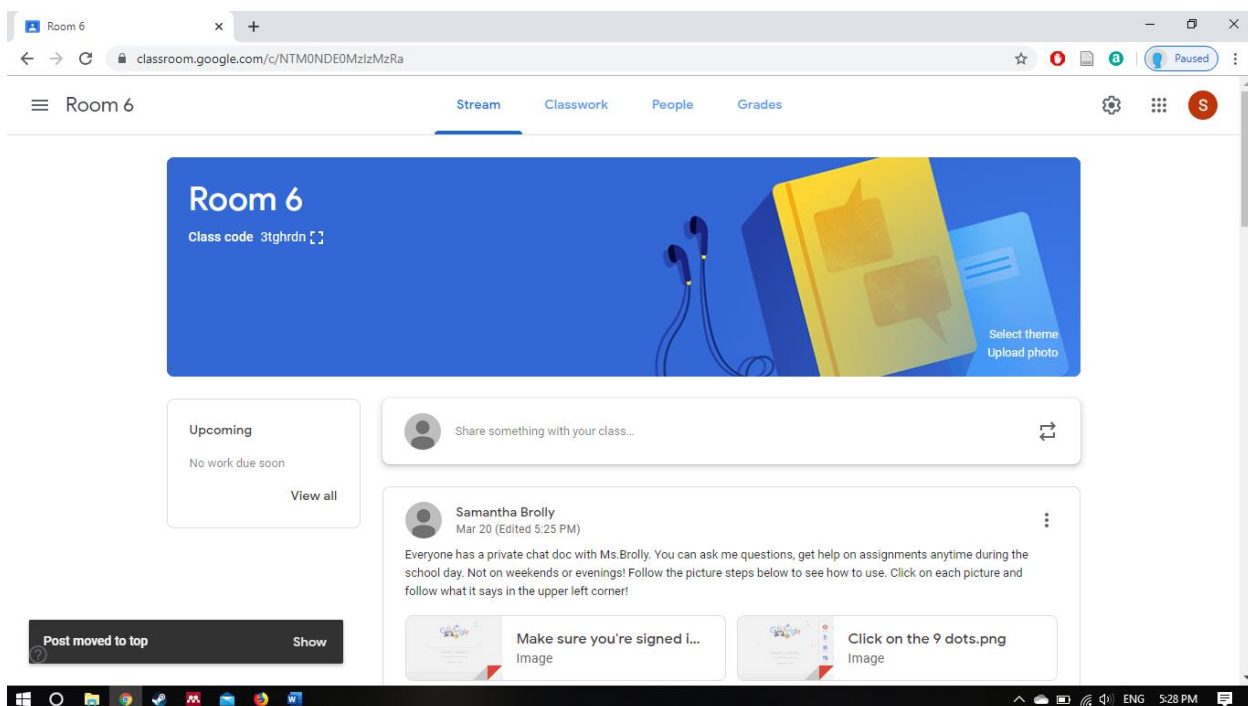 Room 6
classroom.google.com/c/NTM0NDE0MzIzMzRa
Paused
Room 6
Stream Classwork People Grades
S
Room 6
Class code 3tghrdn
Select theme
Upload photo
Upcoming
No work due soon
View all
Share something with your class...
Samantha Brolly
Mar 20 (Edited 5:25 PM)
Everyone has a private chat doc with Ms.Brolly. You can ask me questions, get help on assignments anytime during the
school day. Not on weekends or evenings! Follow the picture steps below to see how to use. Click on each picture and
follow what it says in the upper left corner!
Make sure you're signed i...
Image
Click on the 9 dots.png
Image
Post moved to top Show
ENG 5:28 PM